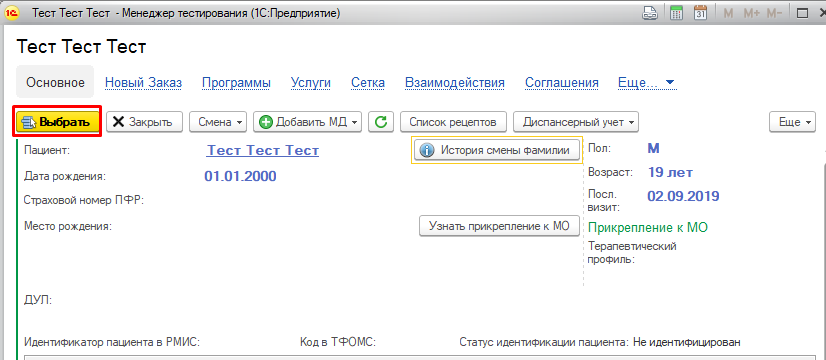 1С Тест Тест Тест - Менеджер тестирования (1С:Предприятие) 31 M M+ M-
Тест Тест Тест
Основное Новый Заказ Программы Услуги Сетка Взаимодействия Соглашения Еще...
Выбрать Закрыть Смена Добавить МД Список рецептов Диспансерный учет Еще
Пациент: Тест Тест Тест История смены фамилии Пол: М
Дата рождения: 01.01.2000 Возраст: 19 лет
Страховой номер ПФР: Посл. визит: 02.09.2019
Место рождения: Узнать прикрепление к МО Прикрепление к МО
Терапевтический
профиль:
ДУЛ:
Идентификатор пациента в РМИС: Код в ТФОМС: Статус идентификации пациента: Не идентифицирован